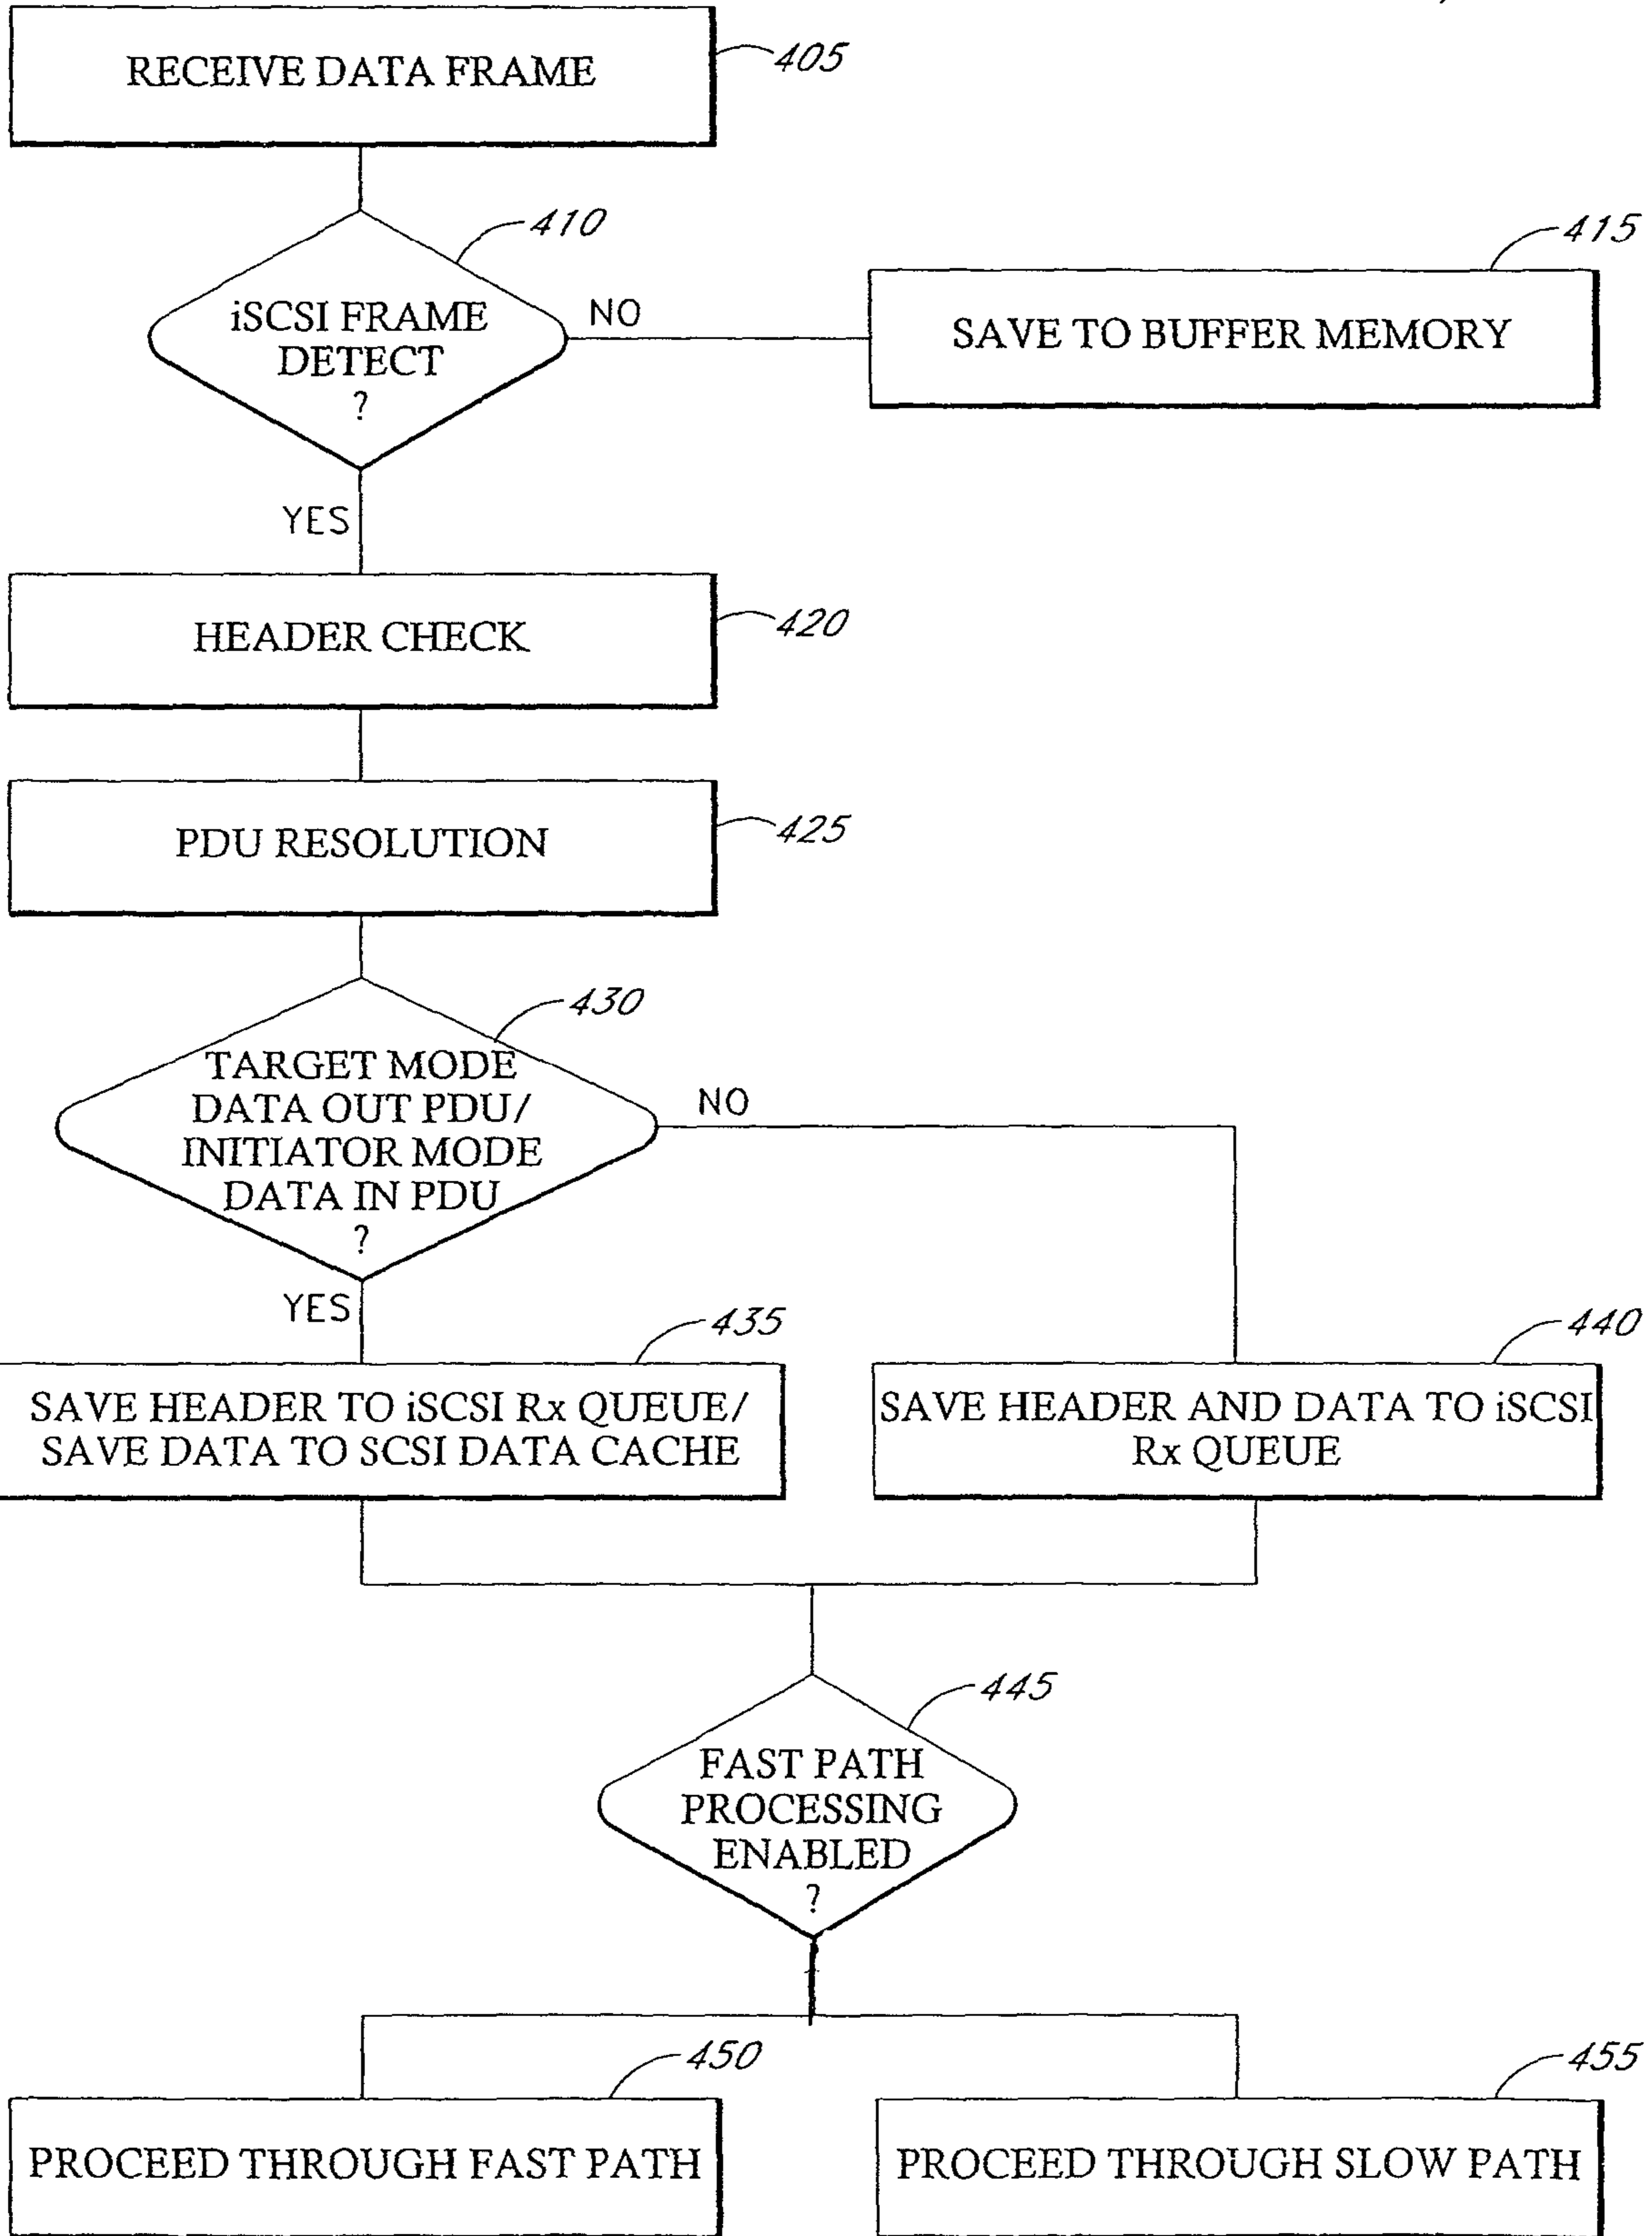 RECEIVE DATA FRAME
405
410
iSCSI FRAME
DETECT
?
NO
415
SAVE TO BUFFER MEMORY
YES
HEADER CHECK
420
PDU RESOLUTION
425
430
TARGET MODE
DATA OUT PDU/
INITIATOR MODE
DATA IN PDU
?
NO
YES
435
SAVE HEADER TO iSCSI Rx QUEUE/
SAVE DATA TO SCSI DATA CACHE
440
SAVE HEADER AND DATA TO iSCSI
Rx QUEUE
445
FAST PATH
PROCESSING
ENABLED
?
450
PROCEED THROUGH FAST PATH
455
PROCEED THROUGH SLOW PATH